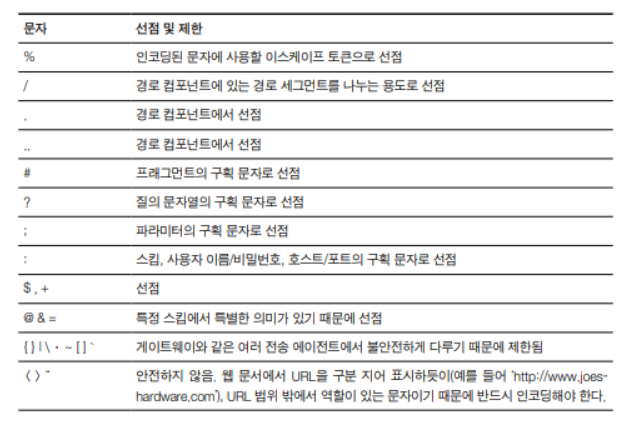 문자 선점 및 제한
% 인코딩된 문자에 사용할 이스케이프 토큰으로 선점
/ 경로 컴포넌트에 있는 경로 세그먼트를 나누는 용도로 선점
. 경로 컴포넌트에서 선점
.. 경로 컴포넌트에서 선점
# 프래그먼트의 구획 문자로 선점
? 질의 문자열의 구획 문자로 선점
; 파라미터의 구획 문자로 선점
: 스킴, 사용자 이름/비밀번호, 호스트/포트의 구획 문자로 선점
$ , + 선점
@ & = 특정 스킴에서 특별한 의미가 있기 때문에 선점
{ } | \ ^ ~ [ ] ` 게이트웨이와 같은 여러 전송 에이전트에서 불안전하게 다루기 때문에 제한됨
〈 〉 " 안전하지 않음. 웹 문서에서 URL을 구분 지어 표시하듯이(예를 들어 'http://www.joes-
hardware.com'), URL 범위 밖에서 역할이 있는 문자이기 때문에 반드시 인코딩해야 한다.